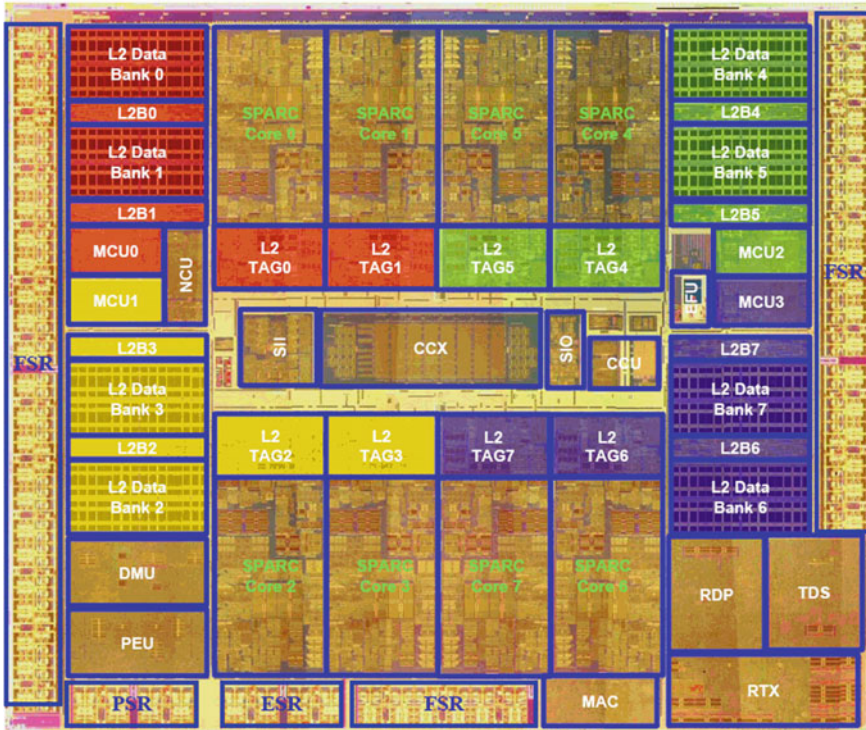 L2 Data
Bank 0
L2B0
L2 Data
Bank 1
L2B1
MCU0
MCU1
NCU
FSR
L2B3
L2 Data
Bank 3
L2B2
L2 Data
Bank 2
DMU
PEU
PSR
SPARC
Core 0
SPARC
Core 1
SPARC
Core 5
SPARC
Core 4
L2
TAG0
L2
TAG1
L2
TAG5
L2
TAG4
SII
CCX
SIO
CCU
L2
TAG2
L2
TAG3
L2
TAG7
L2
TAG6
SPARC
Core 2
SPARC
Core 3
SPARC
Core 7
SPARC
Core 6
ESR
FSR
MAC
L2 Data
Bank 4
L2B4
L2 Data
Bank 5
L2B5
MCU2
EFU
MCU3
FSR
L2B7
L2 Data
Bank 7
L2B6
L2 Data
Bank 6
RDP
TDS
RTX